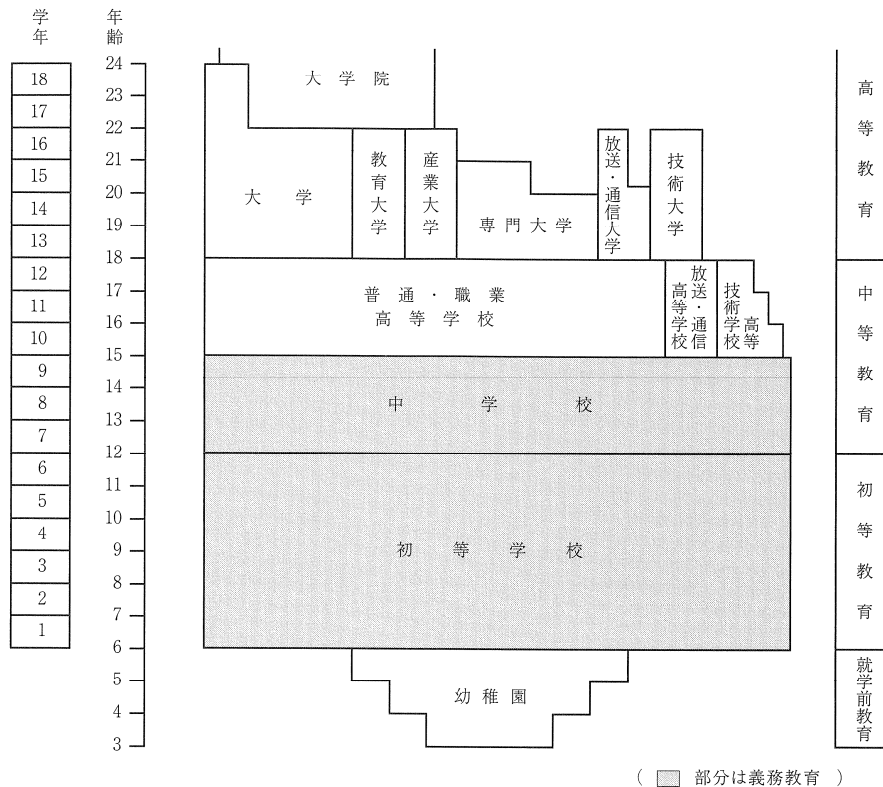 学年
年齢
18
17
16
15
14
13
12
11
10
9
8
7
6
5
4
3
2
1
24
23
22
21
20
19
18
17
16
15
14
13
12
11
10
9
8
7
6
5
4
3
大学院
大学
教育大学
産業大学
専門大学
放送・通信人学
技術大学
普通・職業
高等学校
放送・通信
高等学校
高等
技術学校
中学校
初等学校
幼稚園
高等教育
中等教育
初等教育
就学前教育
( 部分は義務教育 )